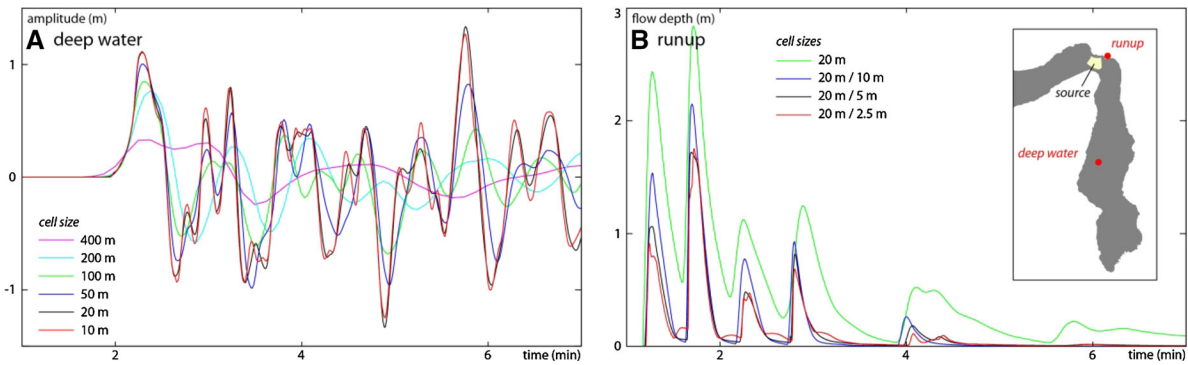 amplitude (m)
A deep water
1
0
-1
cell size
400 m
200 m
100 m
50 m
20 m
10 m
2
4
6
time (min)
3
flow depth (m)
B runup
2
1
0
cell sizes
20 m
20 m / 10 m
20 m / 5 m
20 m / 2.5 m
runup
source
deep water
2
4
6
time (min)